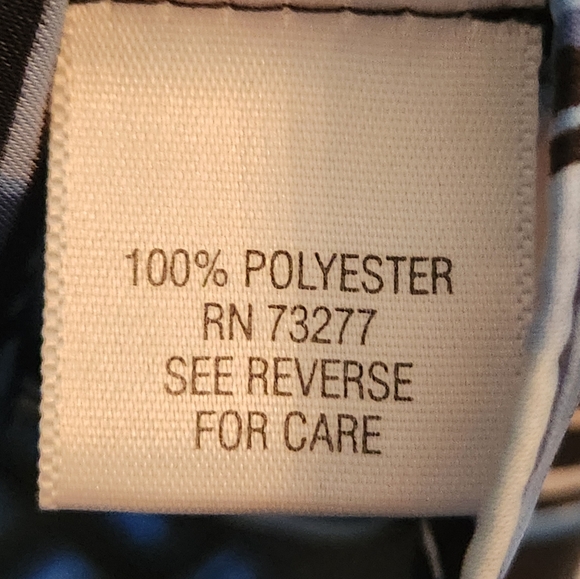 100% POLYESTER
RN 73277
SEE REVERSE
FOR CARE